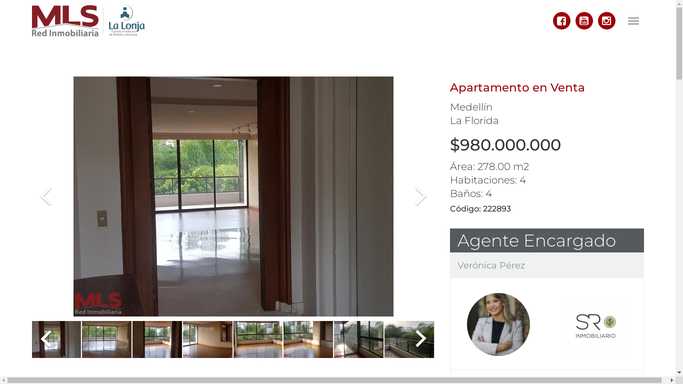 MLS
Red Inmobiliaria
La Lonja
Apartamento en Venta
Medellín
La Florida
$980.000.000
Área: 278.00 m2
Habitaciones: 4
Baños: 4
Código: 222893
Agente Encargado
Verónica Pérez
MLS
Red Inmobiliaria
SR
INMOBILIARIO